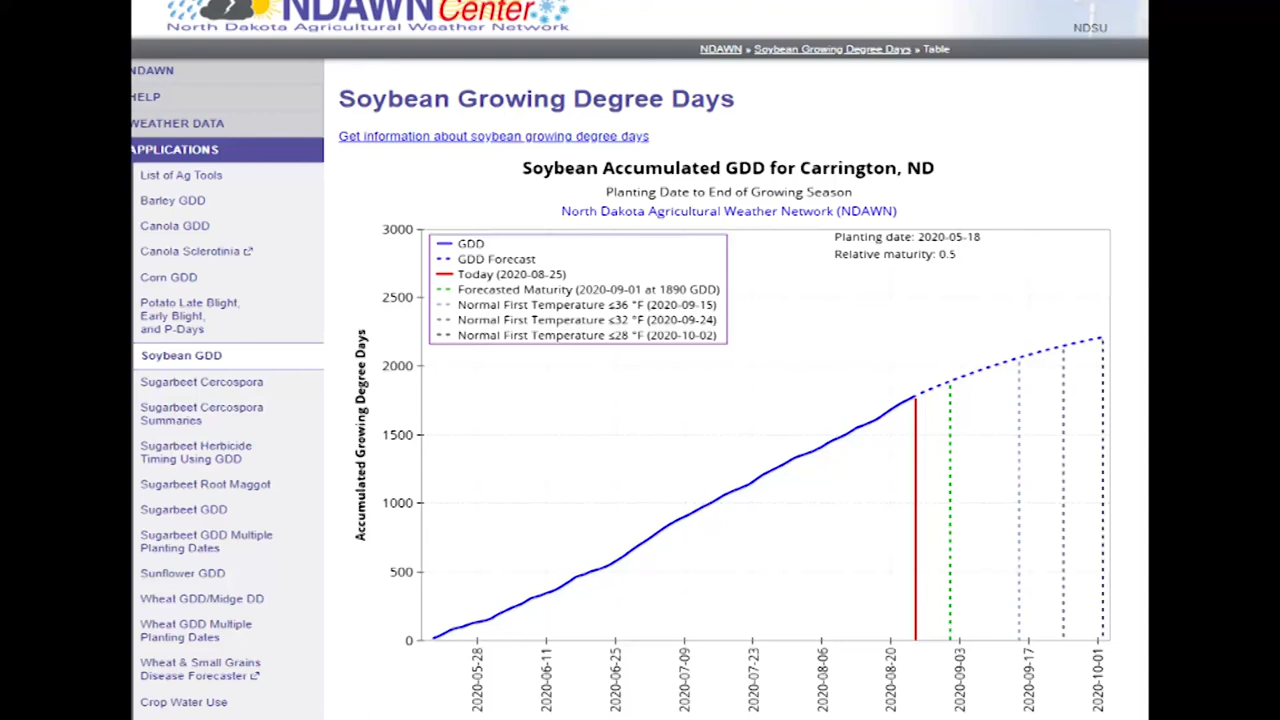 NDAWN Center
North Dakota Agricultural Weather Network
NDSU
NDAWN » Soybean Growing Degree Days » Table
NDAWN
HELP
WEATHER DATA
APPLICATIONS
List of Ag Tools
Barley GDD
Canola GDD
Canola Sclerotinia
Corn GDD
Potato Late Blight,
Early Blight,
and P-Days
Soybean GDD
Sugarbeet Cercospora
Sugarbeet Cercospora
Summaries
Sugarbeet Herbicide
Timing Using GDD
Sugarbeet Root Maggot
Sugarbeet GDD
Sugarbeet GDD Multiple
Planting Dates
Sunflower GDD
Wheat GDD/Midge DD
Wheat GDD Multiple
Planting Dates
Wheat & Small Grains
Disease Forecaster
Crop Water Use
Soybean Growing Degree Days
Get information about soybean growing degree days
Soybean Accumulated GDD for Carrington, ND
Planting Date to End of Growing Season
North Dakota Agricultural Weather Network (NDAWN)
GDD
GDD Forecast
Today (2020-08-25)
Forecasted Maturity (2020-09-01 at 1890 GDD)
Normal First Temperature ≤36 °F (2020-09-15)
Normal First Temperature ≤32 °F (2020-09-24)
Normal First Temperature ≤28 °F (2020-10-02)
Planting date: 2020-05-18
Relative maturity: 0.5
Accumulated Growing Degree Days
3000
2500
2000
1500
1000
500
0
2020-05-28
2020-06-11
2020-06-25
2020-07-09
2020-07-23
2020-08-06
2020-08-20
2020-09-03
2020-09-17
2020-10-01